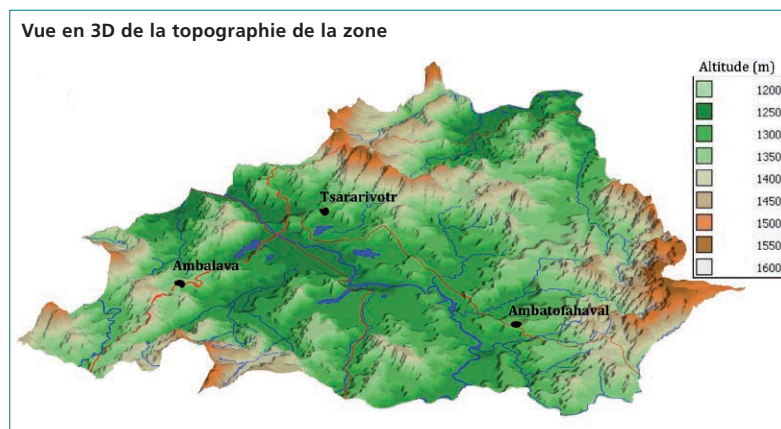 Vue en 3D de la topographie de la zone
Altitude (m)
1200
1250
1300
1350
1400
1450
1500
1550
1600
Tsararivotr
Ambalava
Ambatofahaval